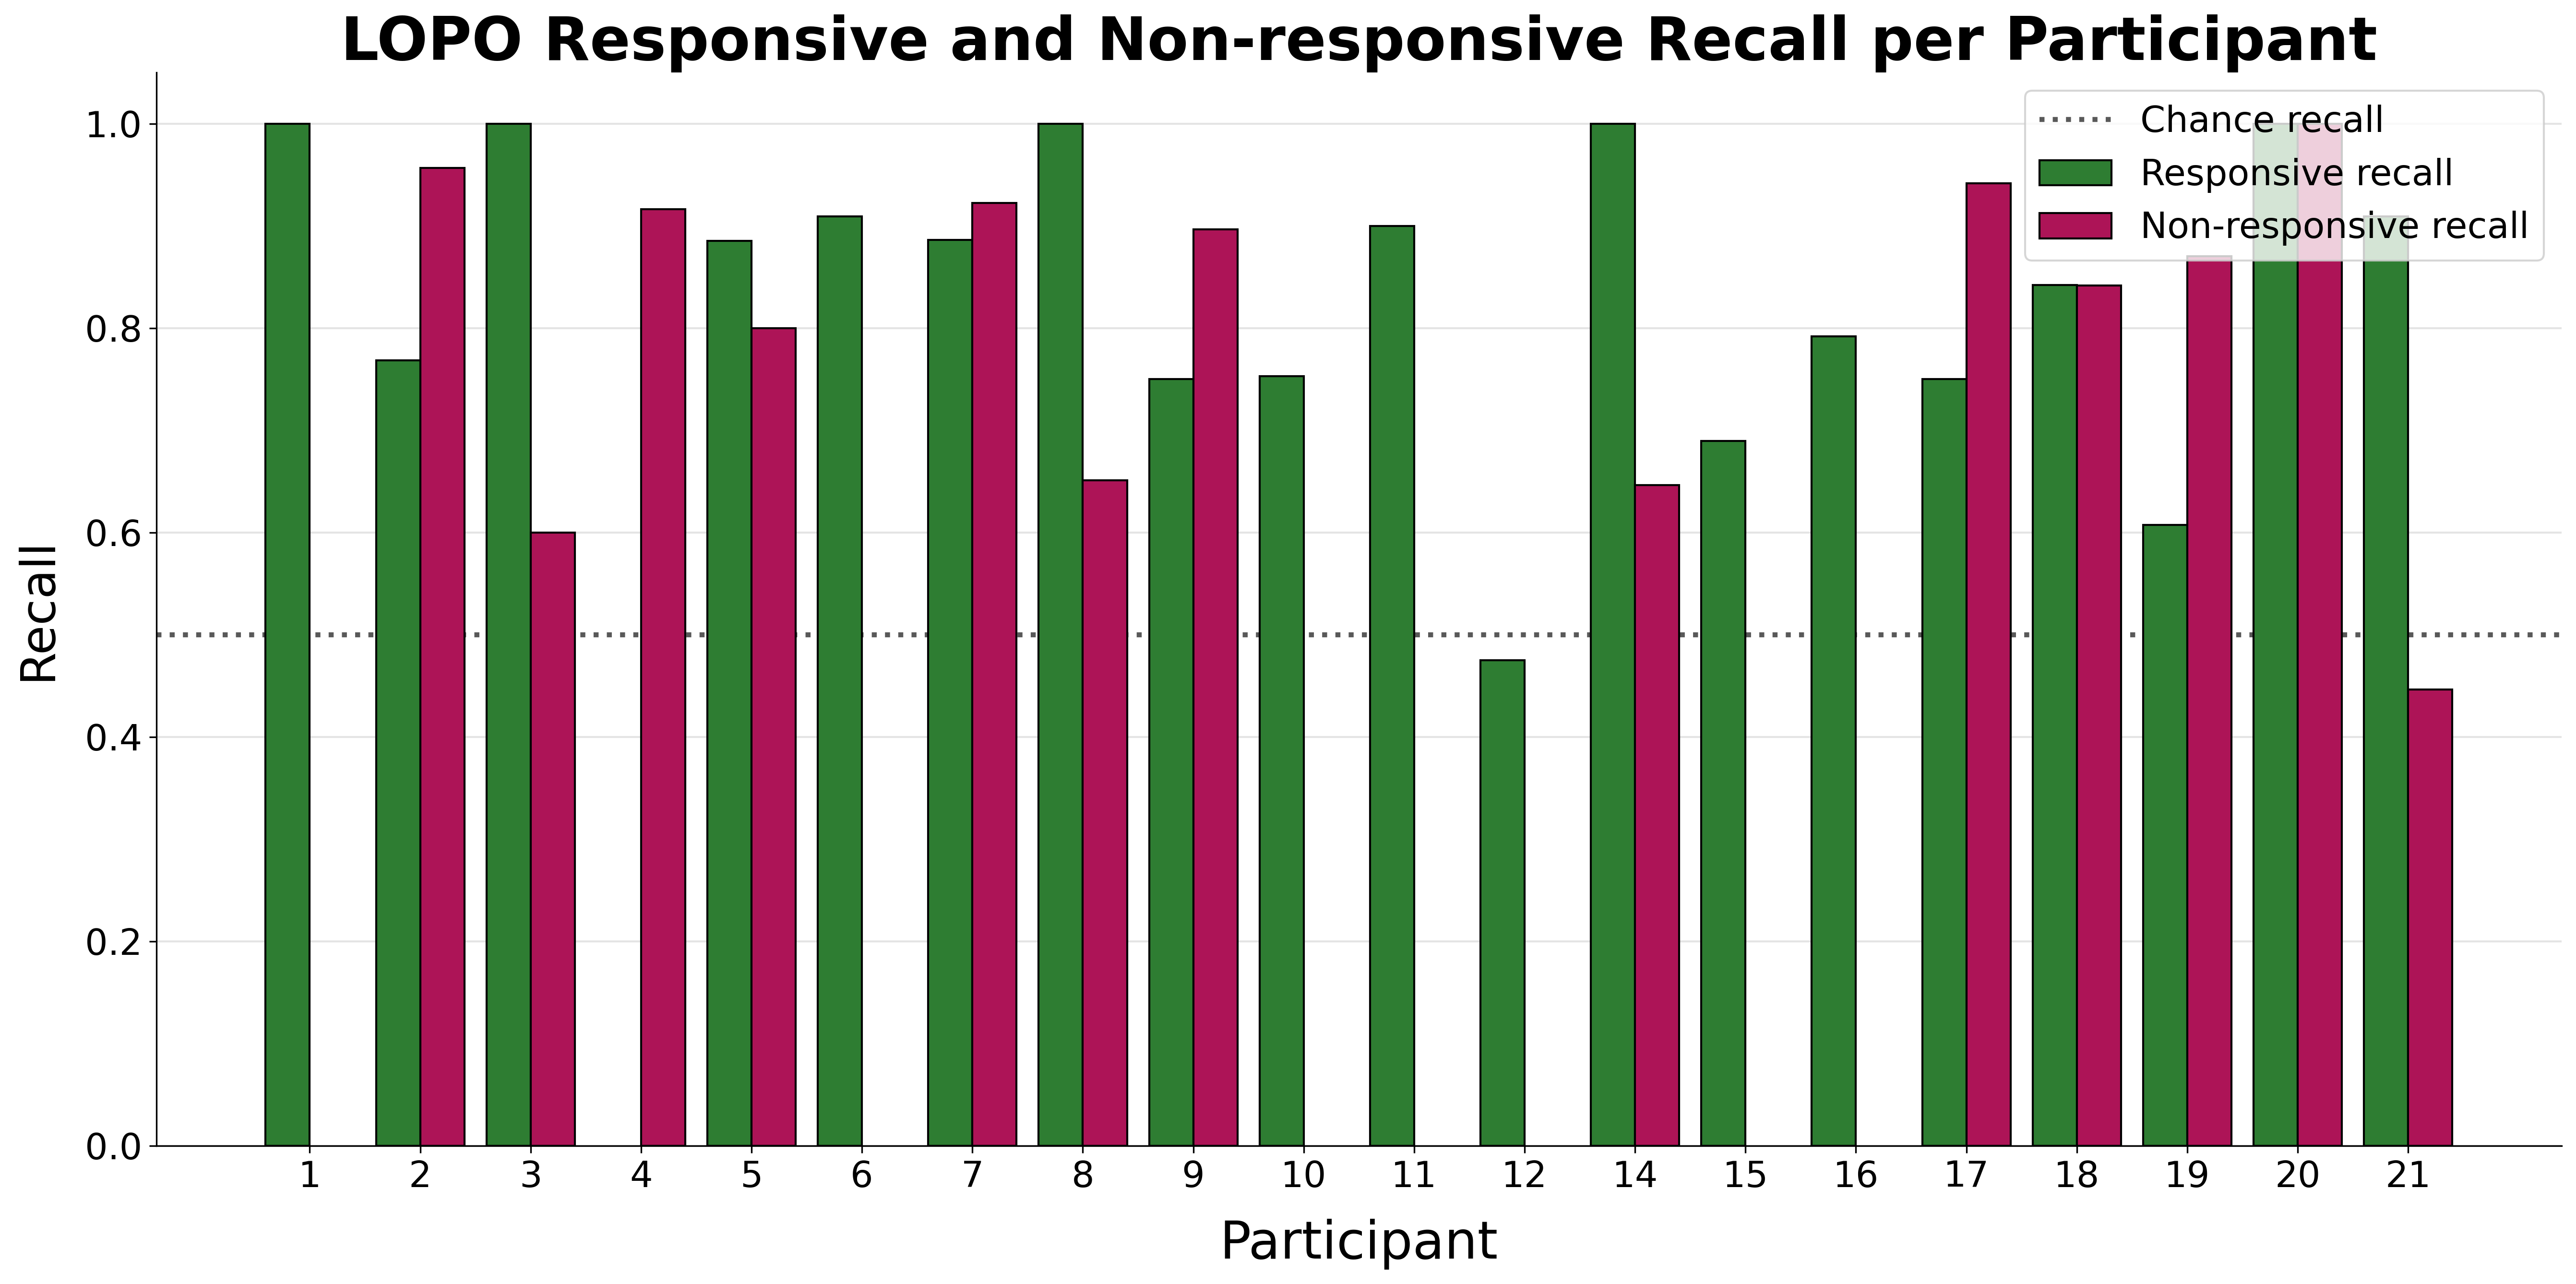 LOPO Responsive and Non-responsive Recall per Participant
Chance recall
Responsive recall
Non-responsive recall
Recall
1.0
0.8
0.6
0.4
0.2
0.0
1 2 3 4 5 6 7 8 9 10 11 12 14 15 16 17 18 19 20 21
Participant